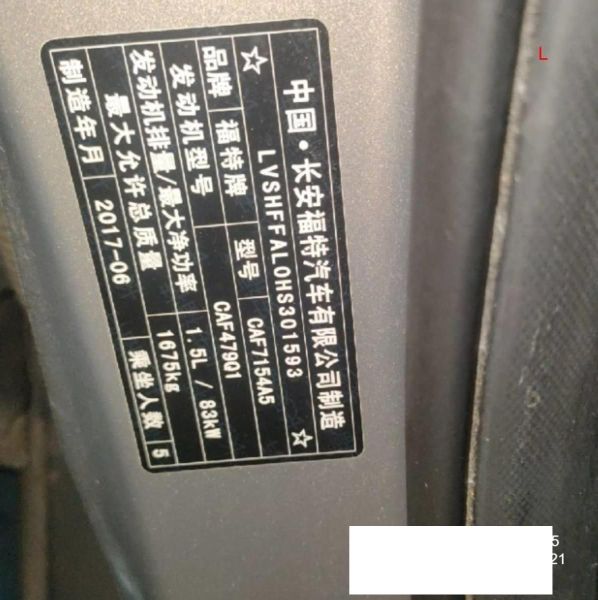 中国·长安福特汽车有限公司制造
☆ LVSHFFAL0HS301593 ☆
品牌 福特牌 型号 CAF7154A5
发动机型号 CAF479Q1
发动机排量/最大净功率 1.5L / 83kW
最大允许总质量 1675kg
制造年月 2017-06 乘坐人数 5
L
5
21